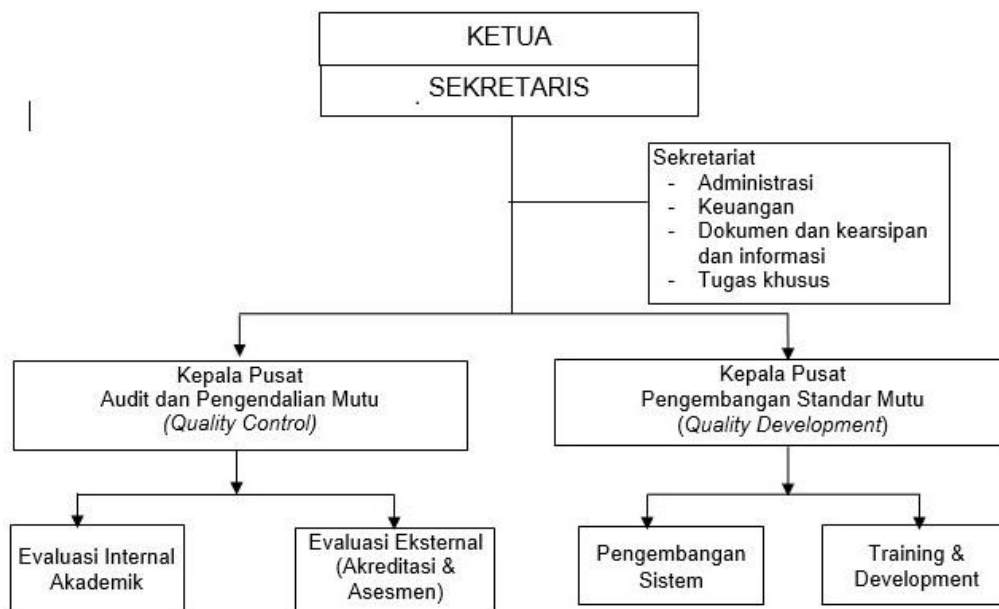 KETUA
SEKRETARIS
Sekretariat
- Administrasi
- Keuangan
- Dokumen dan kearsipan
dan informasi
- Tugas khusus
Kepala Pusat
Audit dan Pengendalian Mutu
(Quality Control)
Kepala Pusat
Pengembangan Standar Mutu
(Quality Development)
Evaluasi Internal
Akademik
Evaluasi Eksternal
(Akreditasi &
Asesmen)
Pengembangan
Sistem
Training &
Development